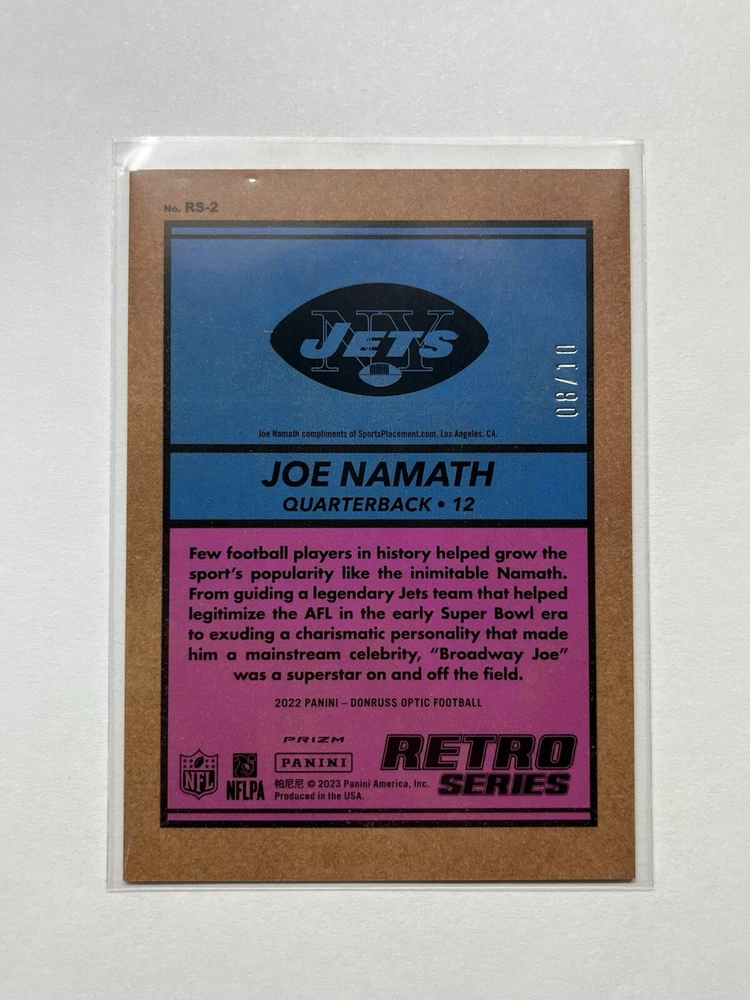 No. RS-2
NY
JETS
08/10
Joe Namath compliments of SportsPlacement.com, Los Angeles, CA.
JOE NAMATH
QUARTERBACK • 12
Few football players in history helped grow the
sport's popularity like the inimitable Namath.
From guiding a legendary Jets team that helped
legitimize the AFL in the early Super Bowl era
to exuding a charismatic personality that made
him a mainstream celebrity, "Broadway Joe"
was a superstar on and off the field.
2022 PANINI – DONRUSS OPTIC FOOTBALL
PRIZM
PANINI
NFL
NFLPA
帕尼尼 © 2023 Panini America, Inc.
Produced in the USA.
RETRO
SERIES